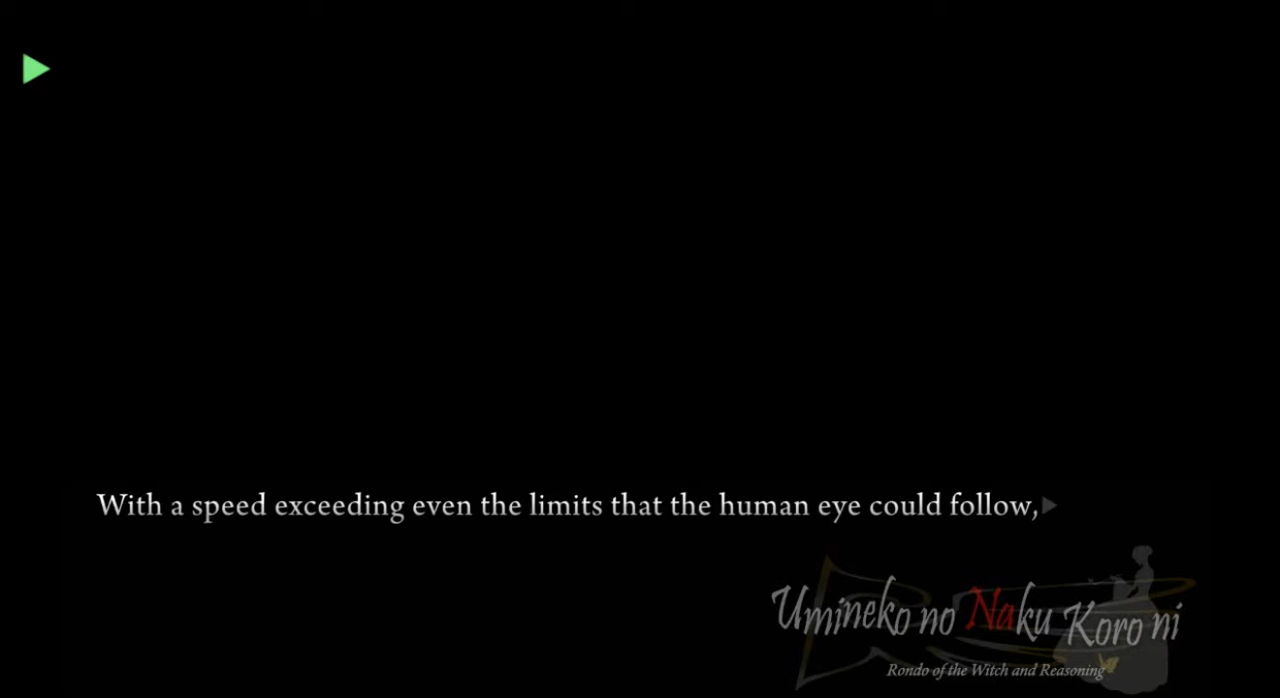 With a speed exceeding even the limits that the human eye could follow,
Umineko no Naku Koro ni
Rondo of the Witch and Reasoning